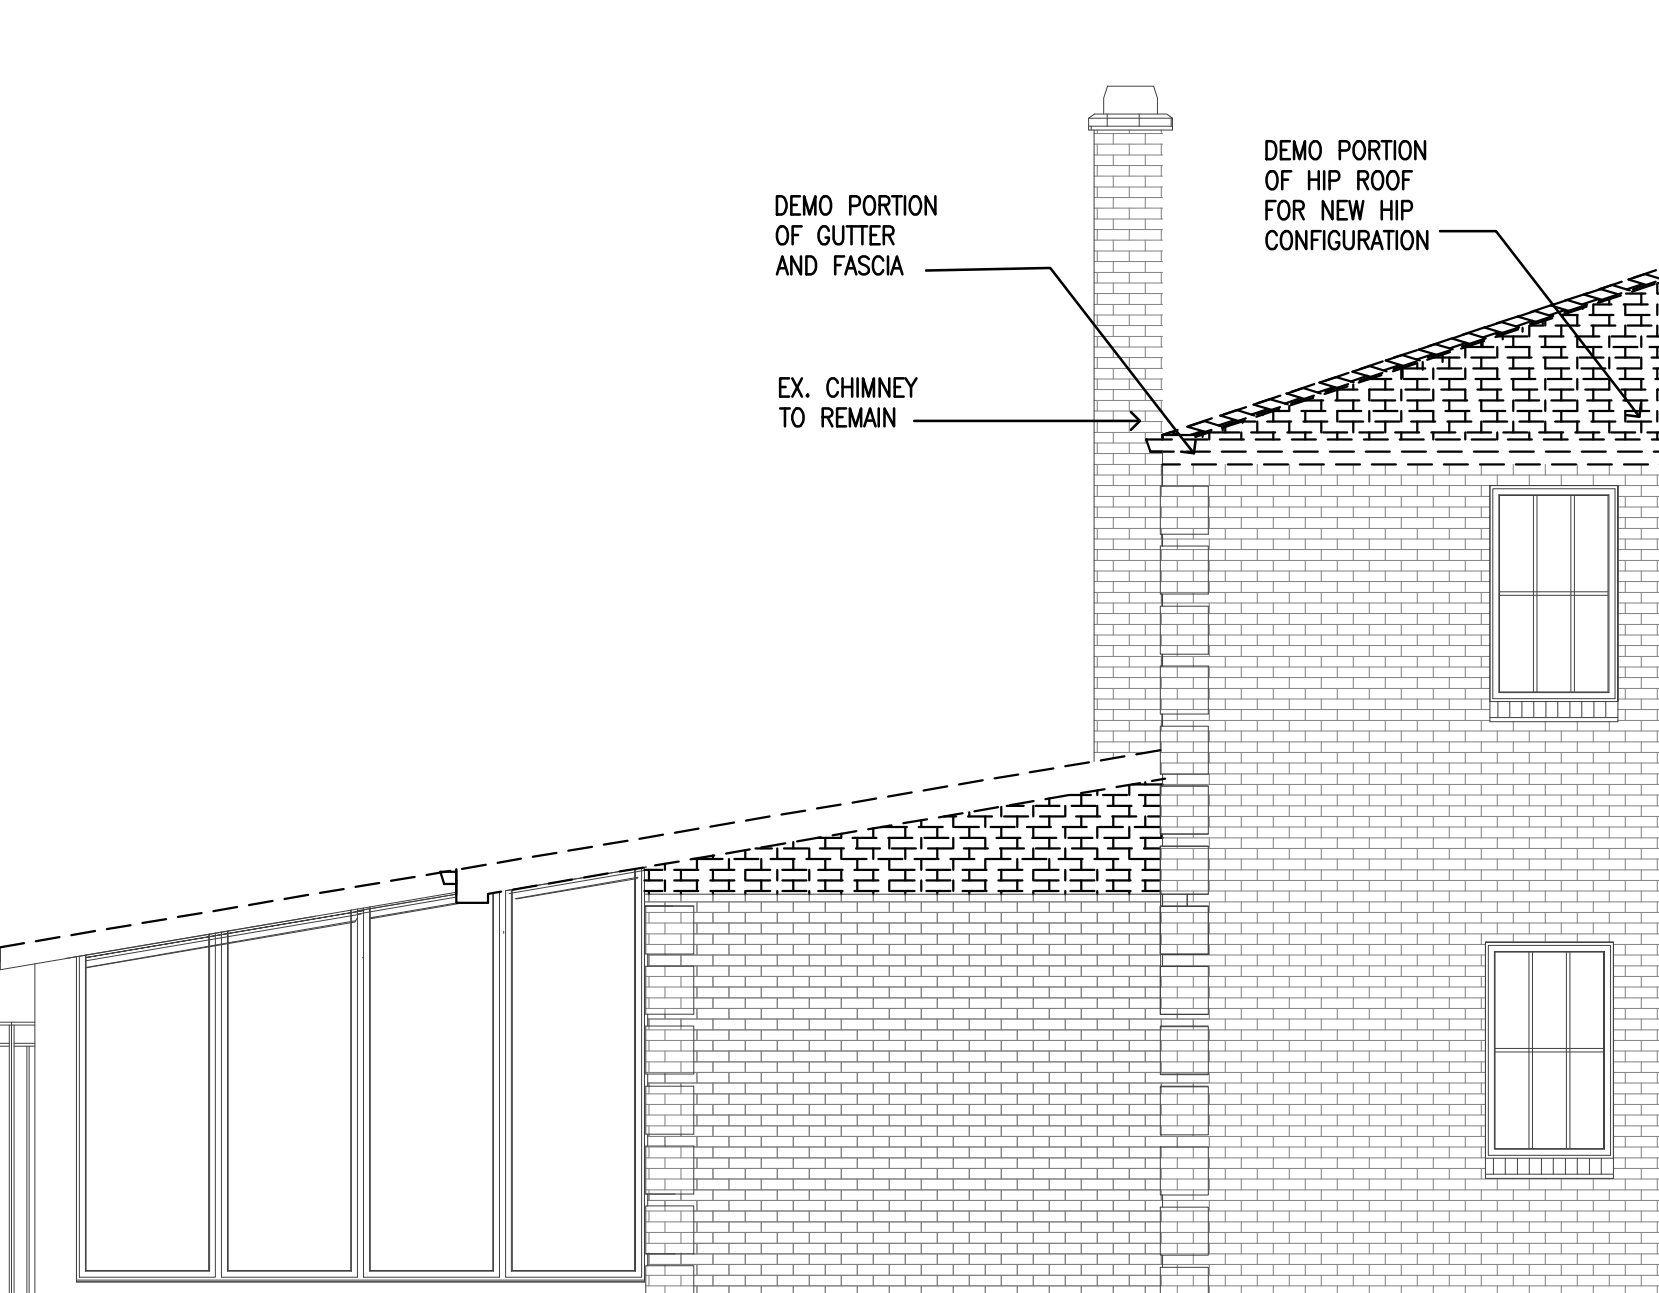 DEMO PORTION
OF GUTTER
AND FASCIA
EX. CHIMNEY
TO REMAIN
DEMO PORTION
OF HIP ROOF
FOR NEW HIP
CONFIGURATION